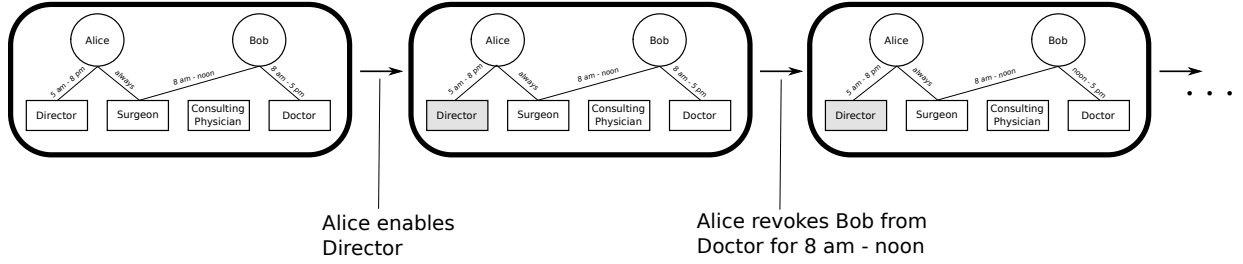 Alice
Bob
5 am - 8 pm
always
8 am - noon
8 am - 5 pm
Director
Surgeon
Consulting
Physician
Doctor
Alice
Bob
5 am - 8 pm
always
8 am - noon
8 am - 5 pm
Director
Surgeon
Consulting
Physician
Doctor
Alice
Bob
5 am - 8 pm
always
8 am - noon
noon - 5 pm
Director
Surgeon
Consulting
Physician
Doctor
. . .
Alice enables
Director
Alice revokes Bob from
Doctor for 8 am - noon